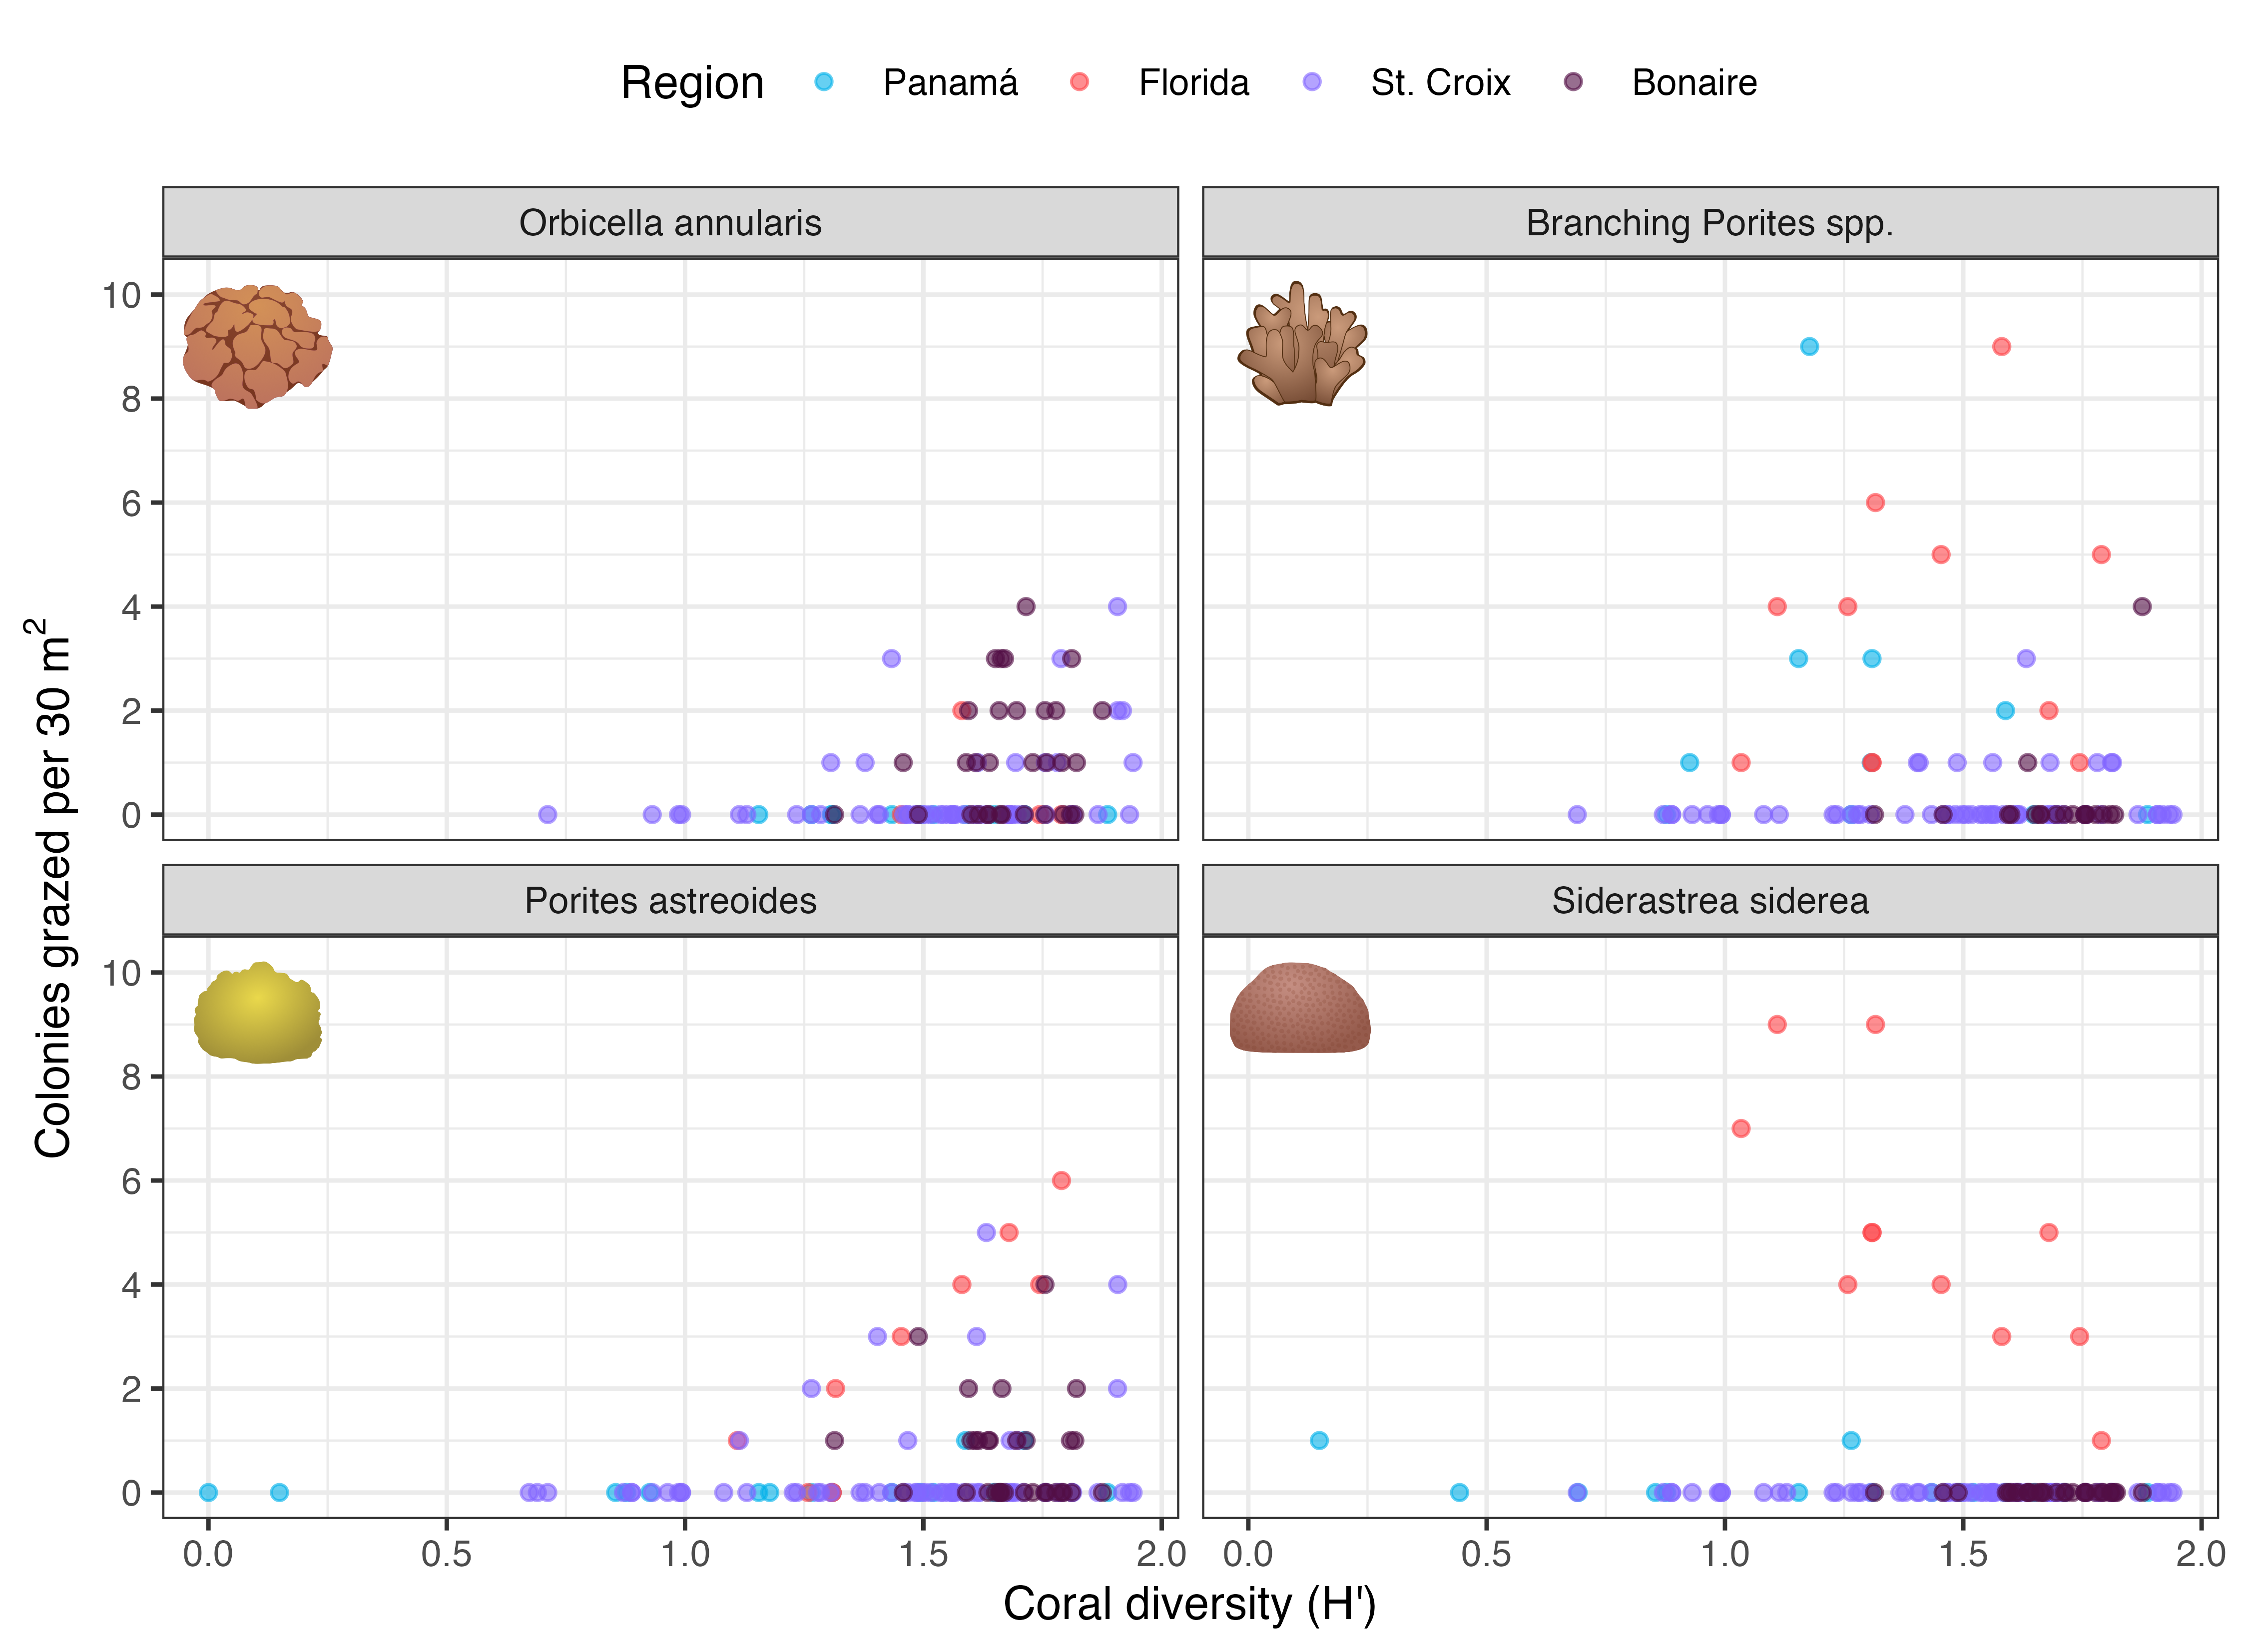 Region Panamá Florida St. Croix Bonaire
Orbicella annularis
Branching Porites spp.
10
8
6
4
2
0
Porites astreoides
Siderastrea siderea
10
8
6
4
2
0
0.0 0.5 1.0 1.5 2.0
0.0 0.5 1.0 1.5 2.0
Coral diversity (H')
Colonies grazed per 30 m²